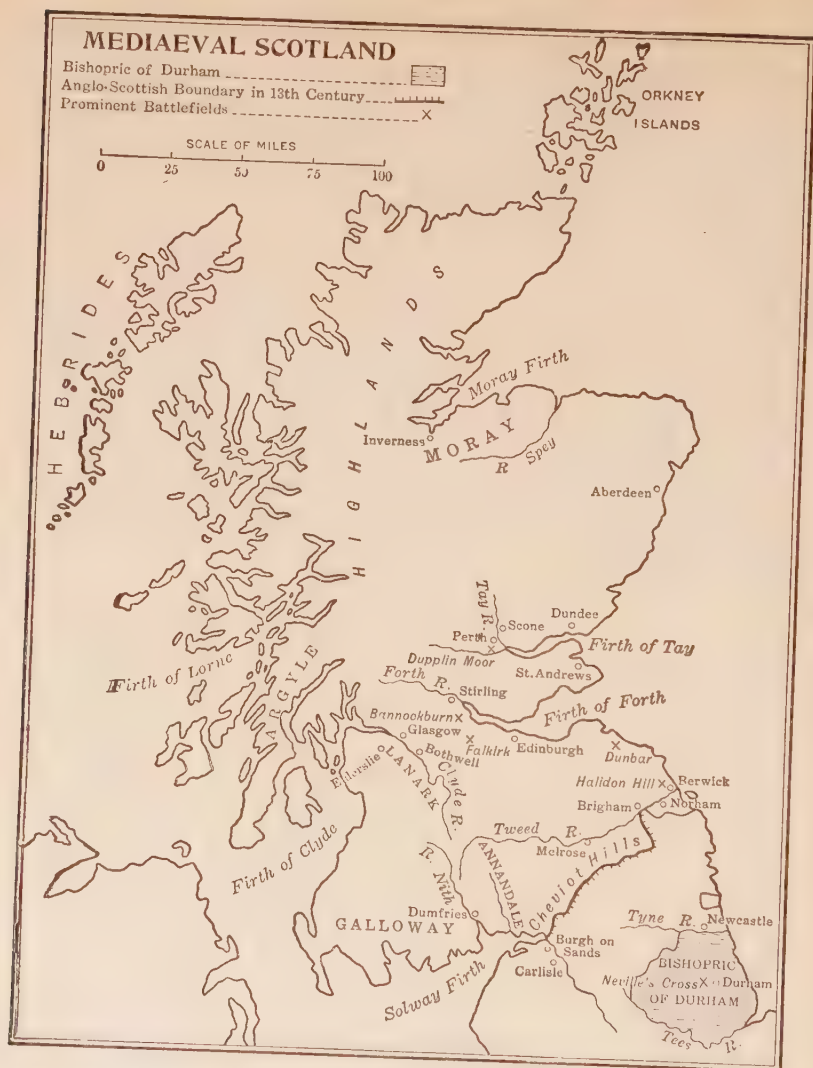 MEDIAEVAL SCOTLAND
Bishopric of Durham
Anglo-Scottish Boundary in 13th Century
Prominent Battlefields X
SCALE OF MILES
0 25 50 75 100
ORKNEY
ISLANDS
HEBRIDES
HIGHLANDS
Moray Firth
Inverness
MORAY
R Spey
Aberdeen
Tay R.
Scone
Dundee
Perth
Firth of Tay
Dupplin Moor
St. Andrews
Firth of Lorne
ARGYLE
Forth R.
Stirling
Firth of Forth
Bannockburn X
Glasgow
Falkirk
Edinburgh
Dunbar
Bothwell
Elderslie
LANARK
Clyde R.
Halidon Hill X
Berwick
Brigham
Norham
Tweed R.
Melrose
Firth of Clyde
R. Nith
ANNANDALE
Cheviot Hills
Dumfries
GALLOWAY
Tyne R.
Newcastle
Burgh on
Sands
Carlisle
Solway Firth
BISHOPRIC
Neville's Cross X Durham
OF DURHAM
Tees R.